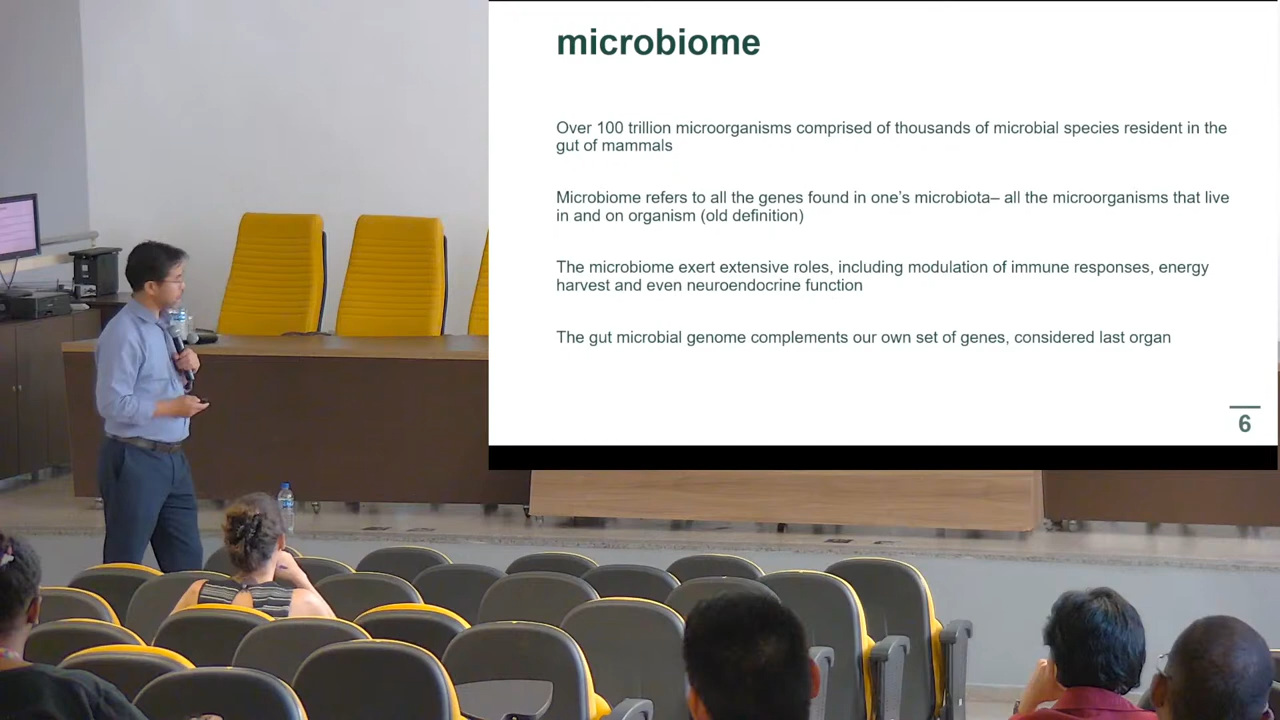 microbiome
Over 100 trillion microorganisms comprised of thousands of microbial species resident in the
gut of mammals
Microbiome refers to all the genes found in one’s microbiota– all the microorganisms that live
in and on organism (old definition)
The microbiome exert extensive roles, including modulation of immune responses, energy
harvest and even neuroendocrine function
The gut microbial genome complements our own set of genes, considered last organ
6